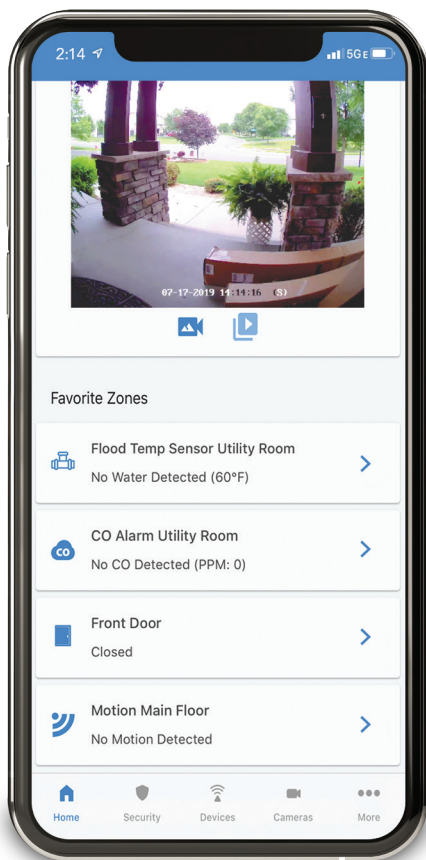 2:14
5GE
07-17-2019 14:14:16 (S)
Favorite Zones
Flood Temp Sensor Utility Room
No Water Detected (60°F)
CO
CO Alarm Utility Room
No CO Detected (PPM: 0)
Front Door
Closed
Motion Main Floor
No Motion Detected
Home Security Devices Cameras More